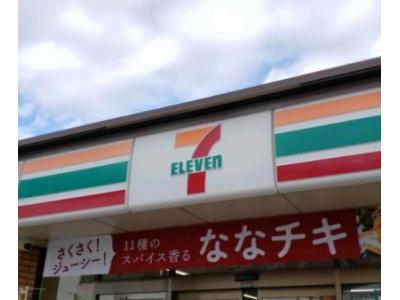 7
ELEVEn
さくさく！
ジューシー！
11種の
スパイス香る
ななチキ